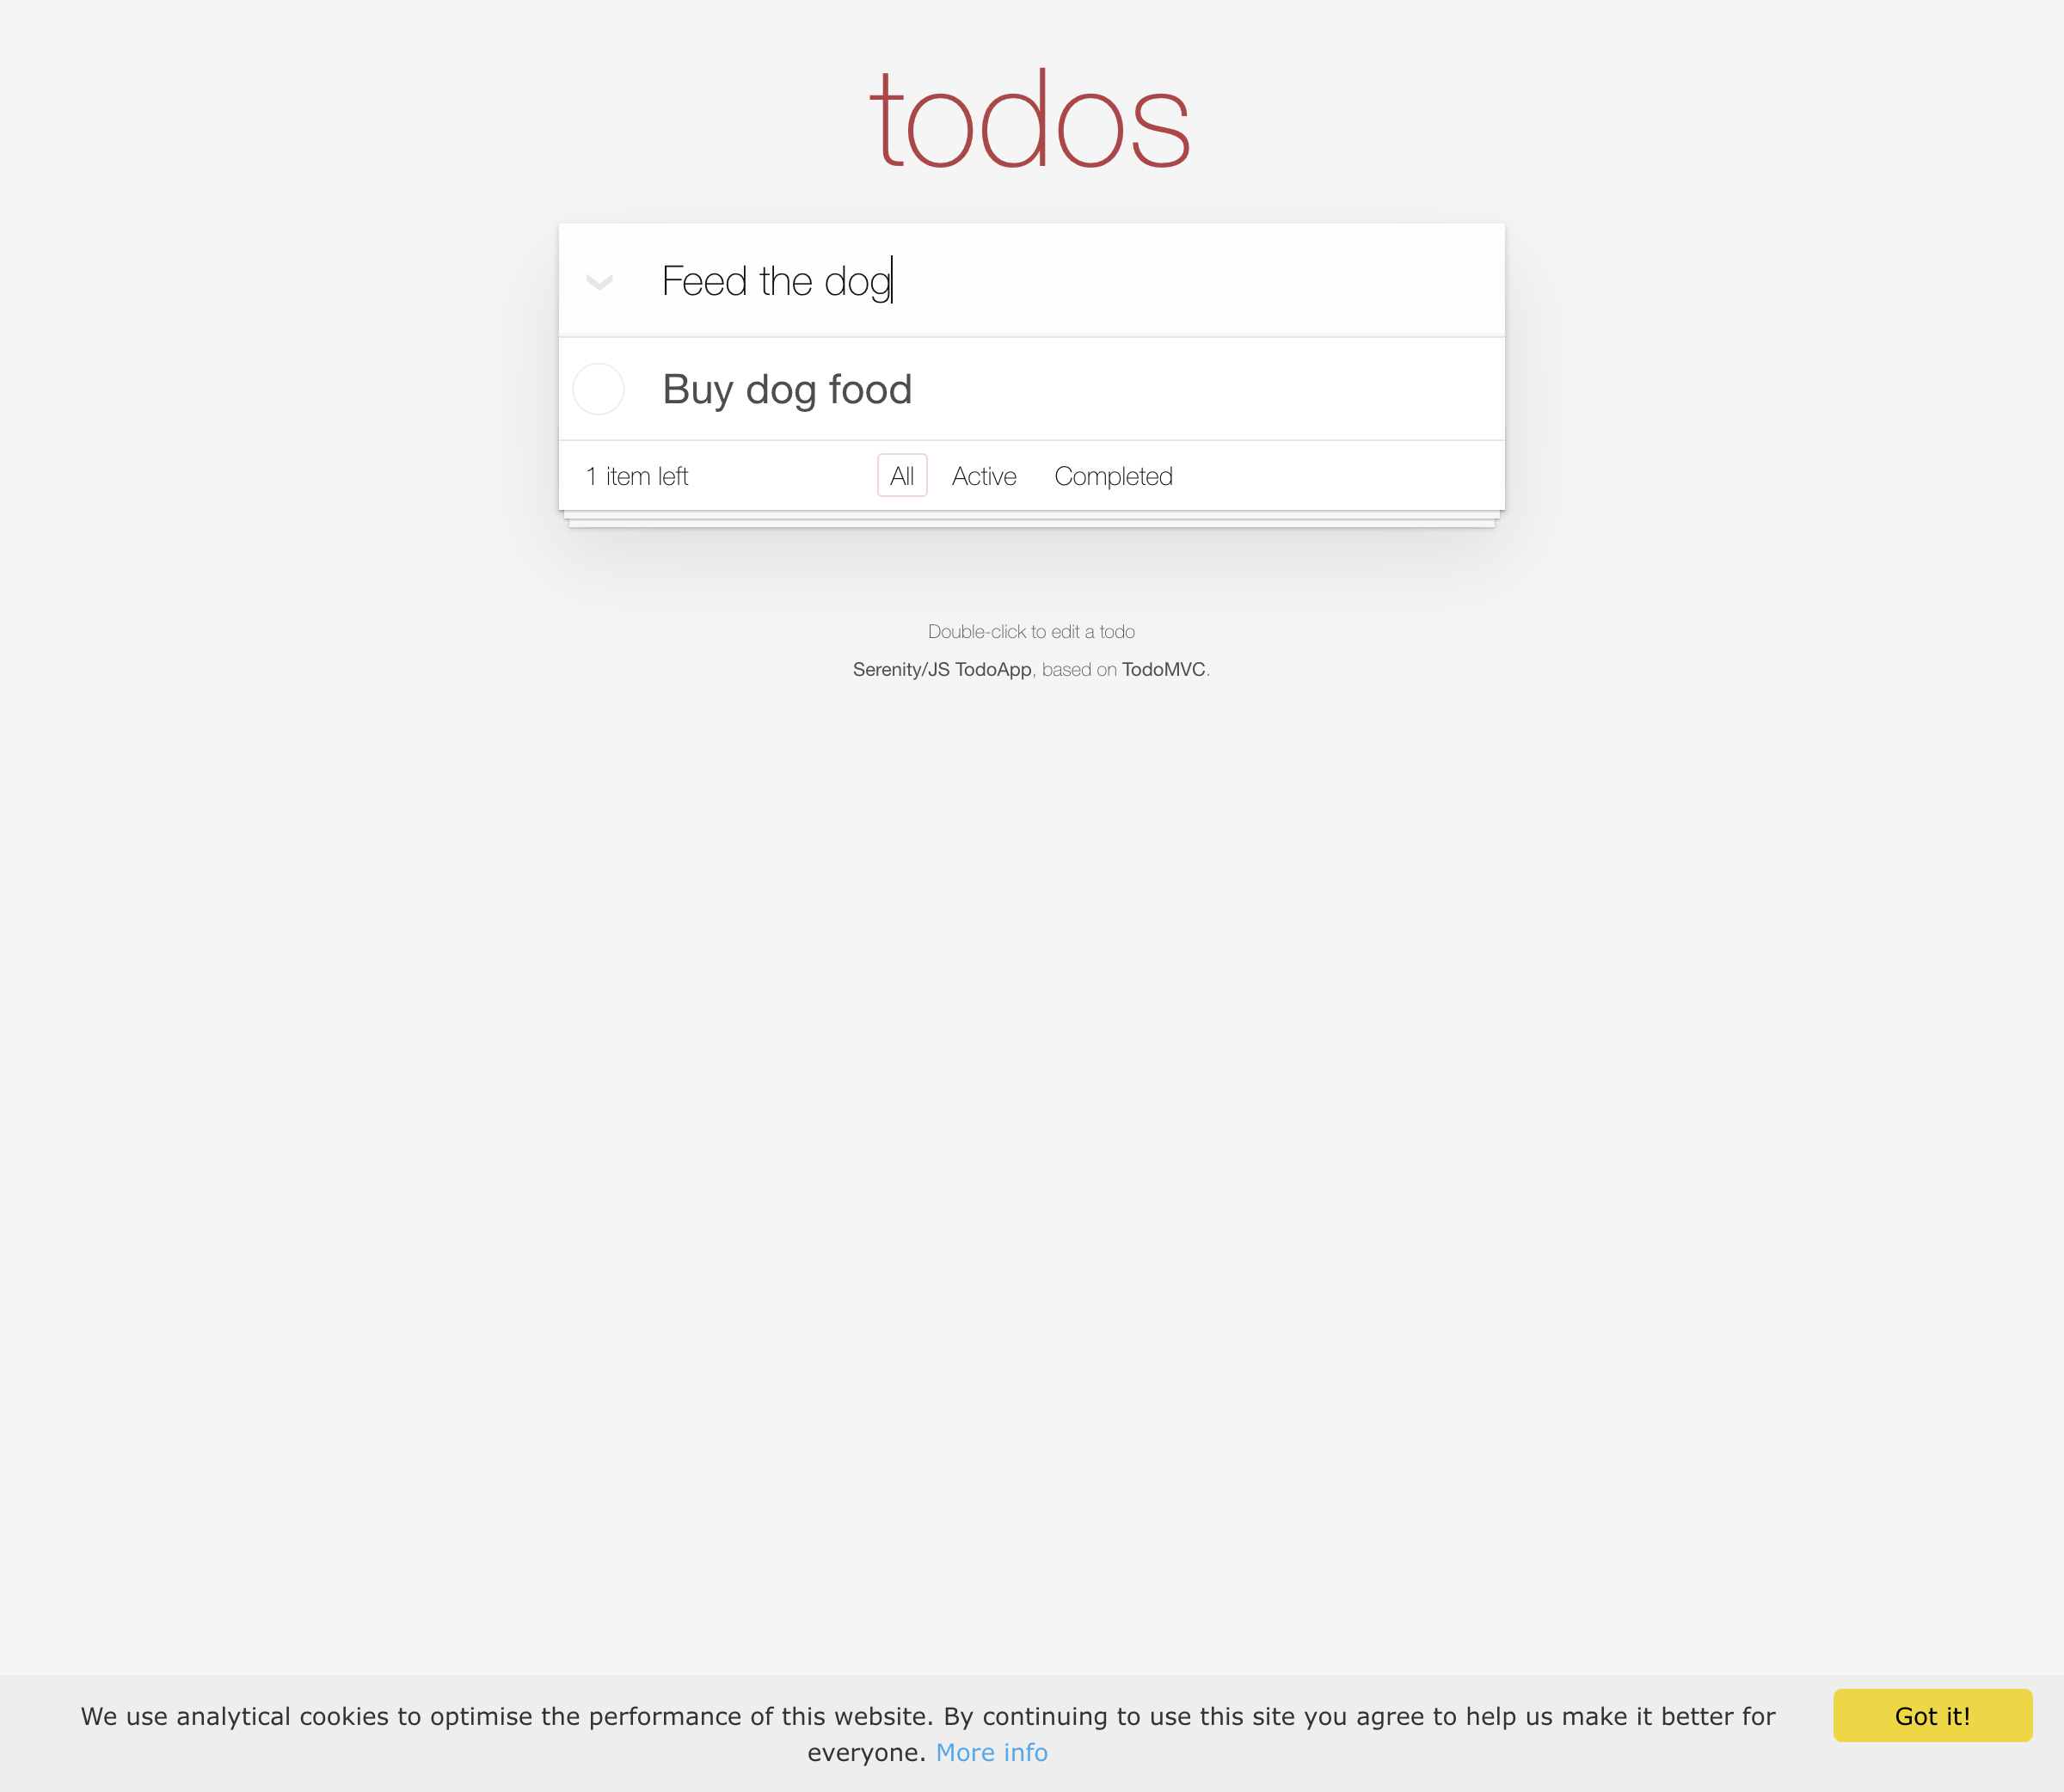 todos
Feed the dog
Buy dog food
1 item left All Active Completed
Double-click to edit a todo
Serenity/JS TodoApp, based on TodoMVC.
We use analytical cookies to optimise the performance of this website. By continuing to use this site you agree to help us make it better for
everyone. More info
Got it!